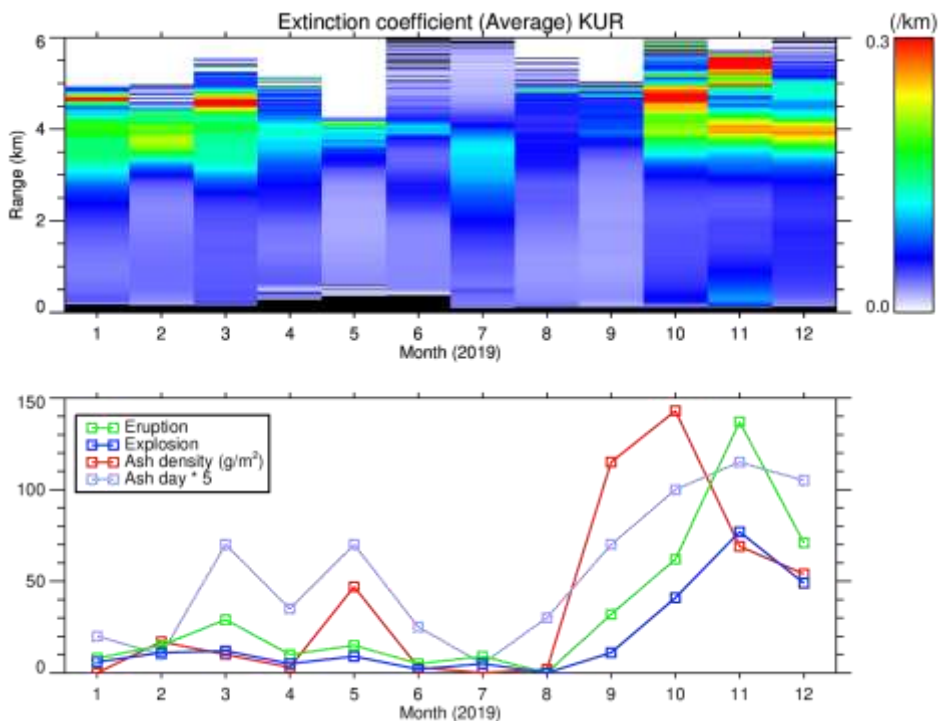 Extinction coefficient (Average) KUR
(/km)
6
4
2
0
Range (km)
1 2 3 4 5 6 7 8 9 10 11 12
Month (2019)
0.3
0.0
150
100
50
0
Eruption
Explosion
Ash density (g/m²)
Ash day * 5
1 2 3 4 5 6 7 8 9 10 11 12
Month (2019)